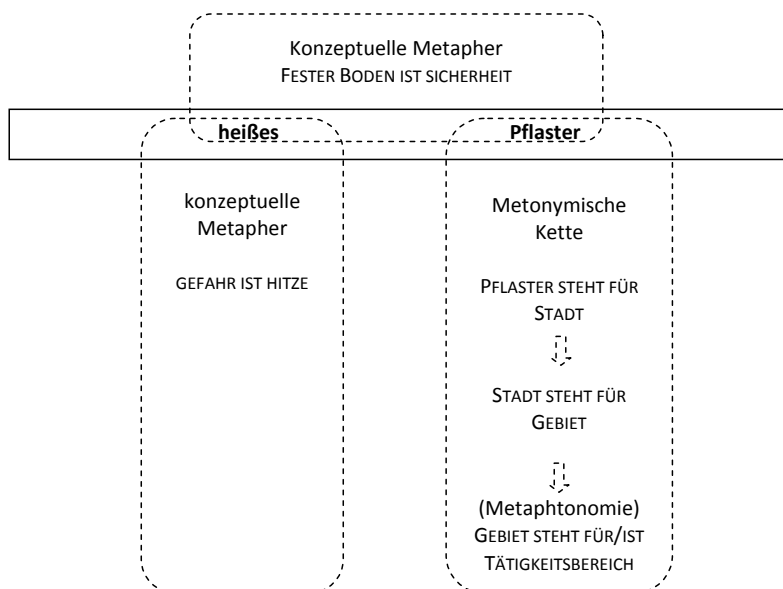 Konzeptuelle Metapher
FESTER BODEN IST SICHERHEIT
heißes
Pflaster
konzeptuelle
Metapher
GEFAHR IST HITZE
Metonymische
Kette
PFLASTER STEHT FÜR
STADT
STADT STEHT FÜR
GEBIET
(Metaphtonomie)
GEBIET STEHT FÜR/IST
TÄTIGKEITSBEREICH